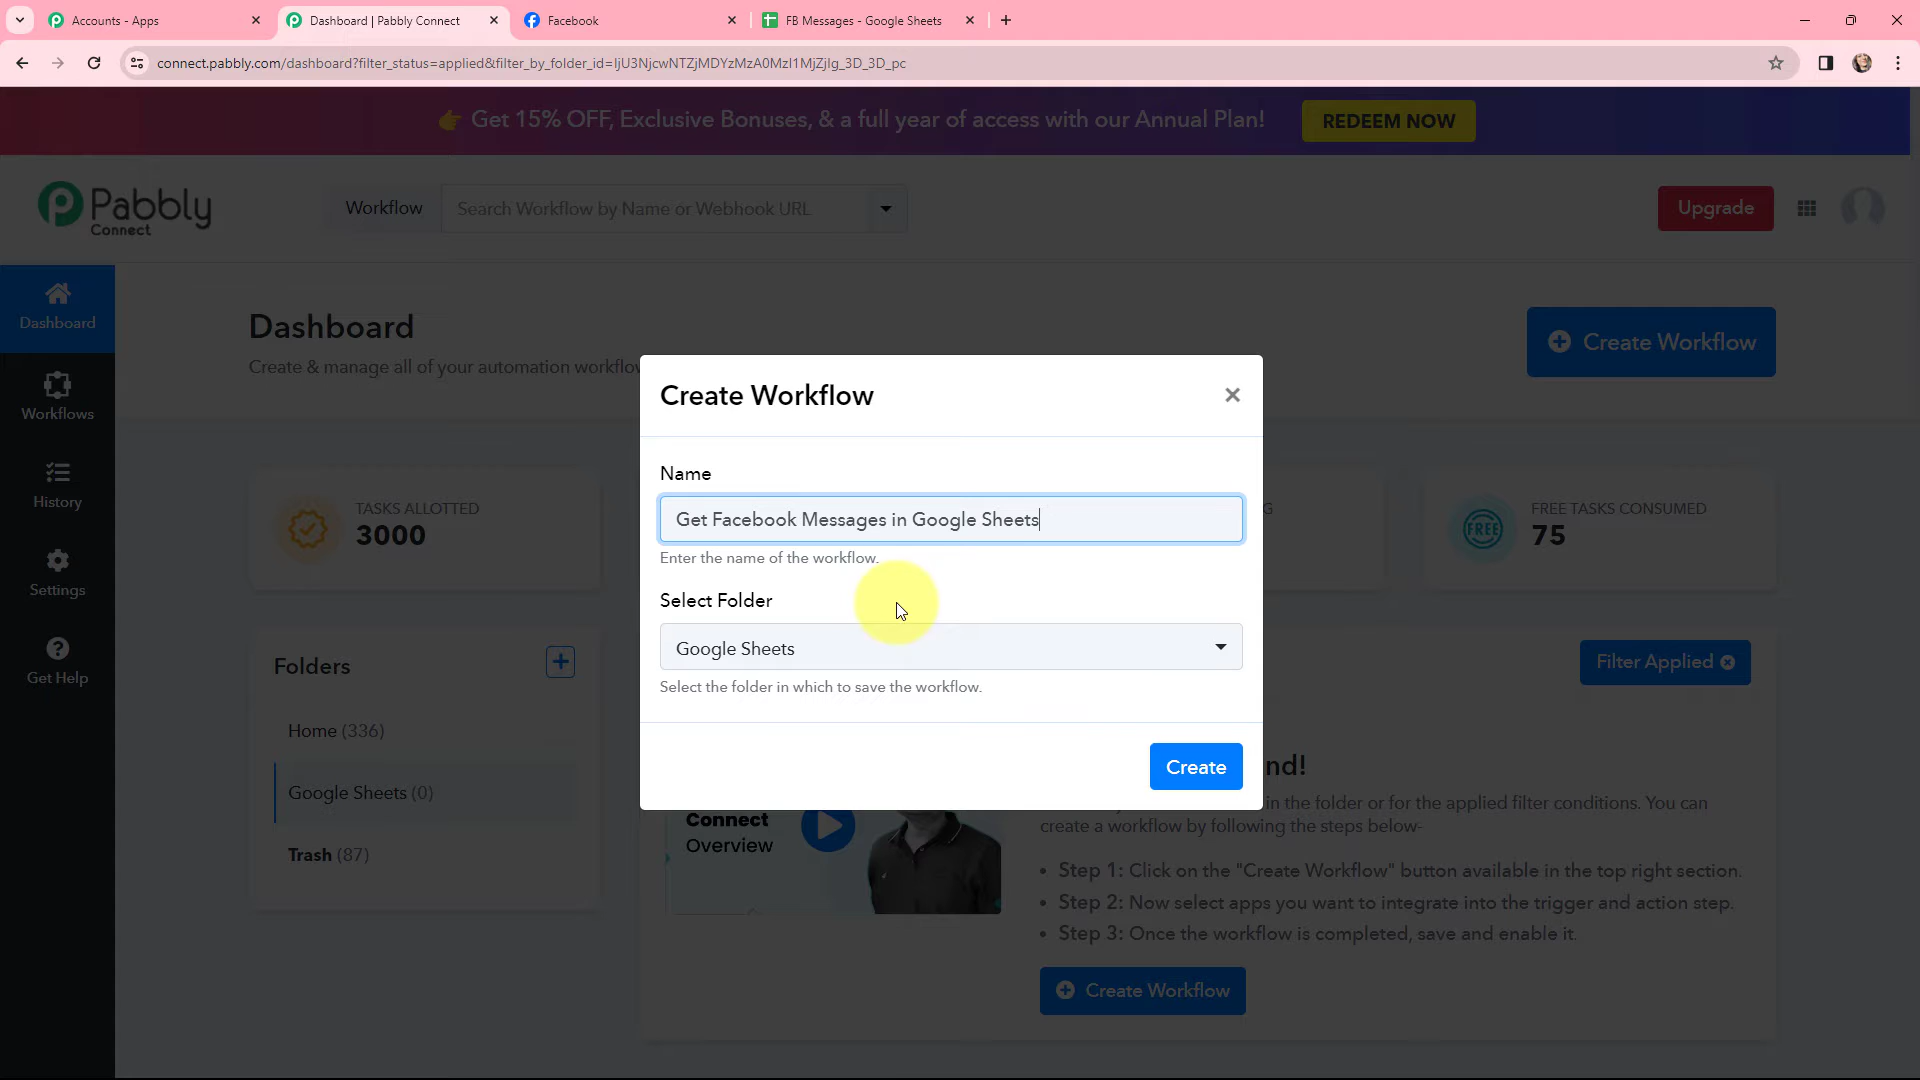 Accounts - Apps
Dashboard | Pabbly Connect
Facebook
FB Messages - Google Sheets
connect.pabbly.com/dashboard?filter_status=applied&filter_by_folder_id=IjU3NjcwNTZjMDYzMzA0MzI1MjZjIg_3D_3D_pc
👉 Get 15% OFF, Exclusive Bonuses, & a full year of access with our Annual Plan!
REDEEM NOW
Pabbly
Connect
Workflow
Search Workflow by Name or Webhook URL
Upgrade
Dashboard
Workflows
History
Settings
Get Help
Dashboard
Create & manage all of your automation workflo
Create Workflow
TASKS ALLOTTED
3000
G
FREE TASKS CONSUMED
75
FREE
Folders
Home (336)
Google Sheets (0)
Trash (87)
Filter Applied
Create Workflow
Name
Get Facebook Messages in Google Sheets
Enter the name of the workflow.
Select Folder
Google Sheets
Select the folder in which to save the workflow.
Create
Connect
Overview
nd!
in the folder or for the applied filter conditions. You can
create a workflow by following the steps below-
• Step 1: Click on the "Create Workflow" button available in the top right section.
• Step 2: Now select apps you want to integrate into the trigger and action step.
• Step 3: Once the workflow is completed, save and enable it.
Create Workflow